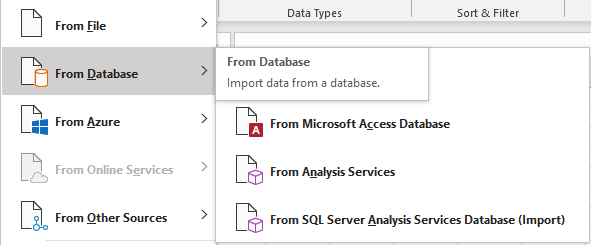 Data Types
Sort & Filter
From File
From Database
From Azure
From Online Services
From Other Sources
From Database
Import data from a database.
From Microsoft Access Database
From Analysis Services
From SQL Server Analysis Services Database (Import)